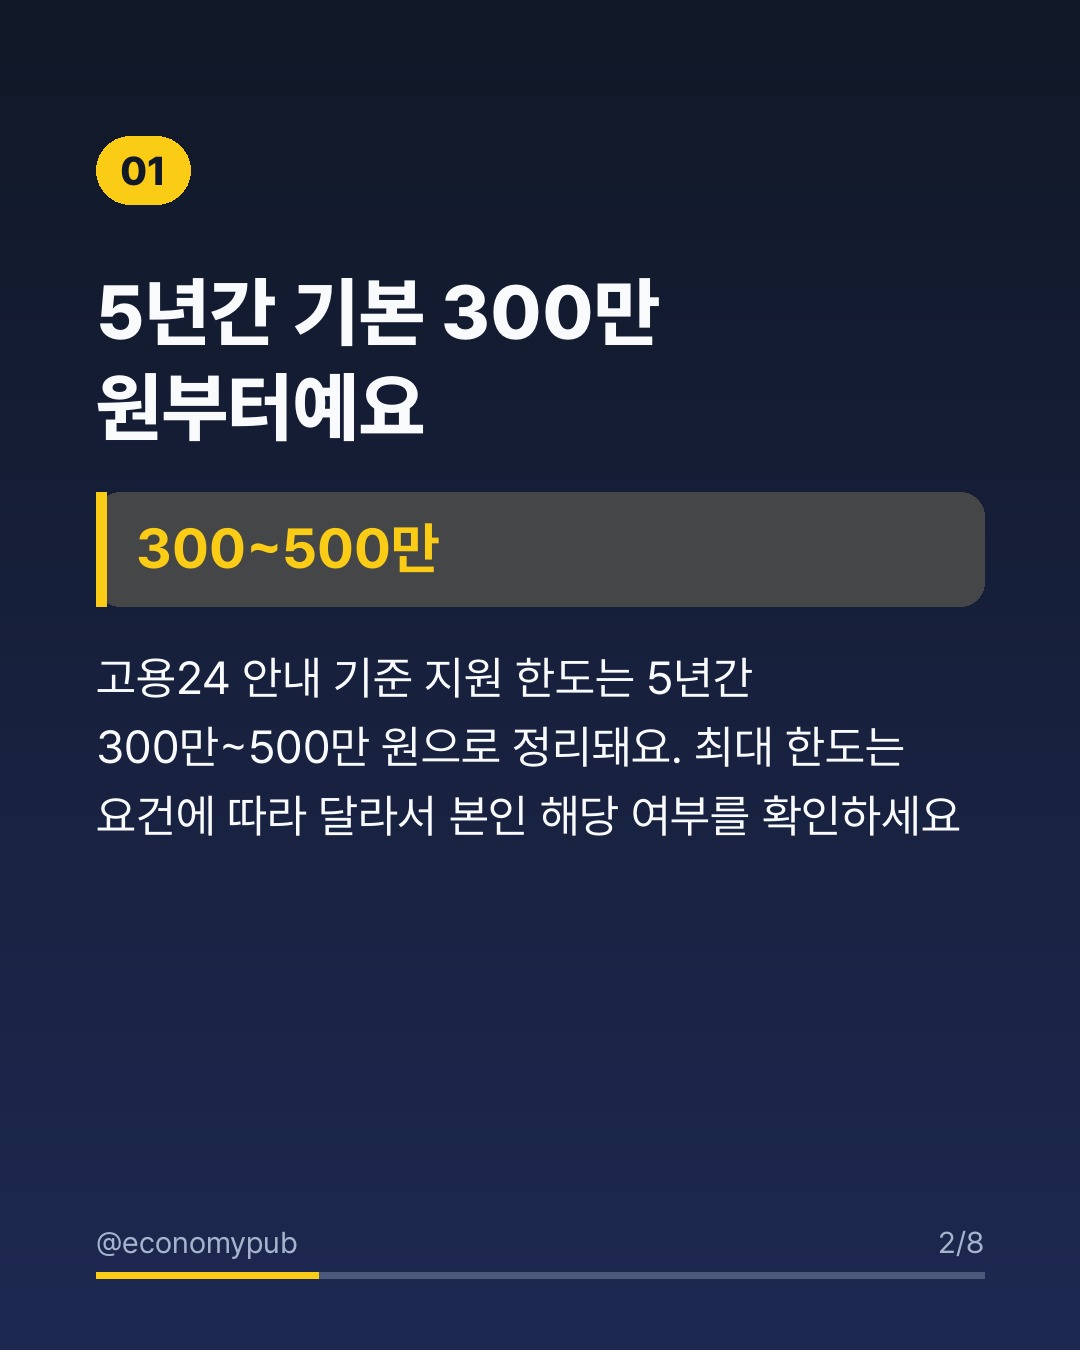 01
5년간 기본 300만
원부터예요
300~500만
고용24 안내 기준 지원 한도는 5년간
300만~500만 원으로 정리돼요. 최대 한도는
요건에 따라 달라서 본인 해당 여부를 확인하세요
@economypub
2/8